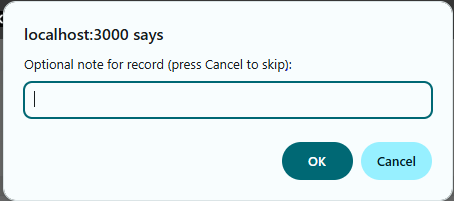 localhost:3000 says
Optional note for record (press Cancel to skip):
OK
Cancel